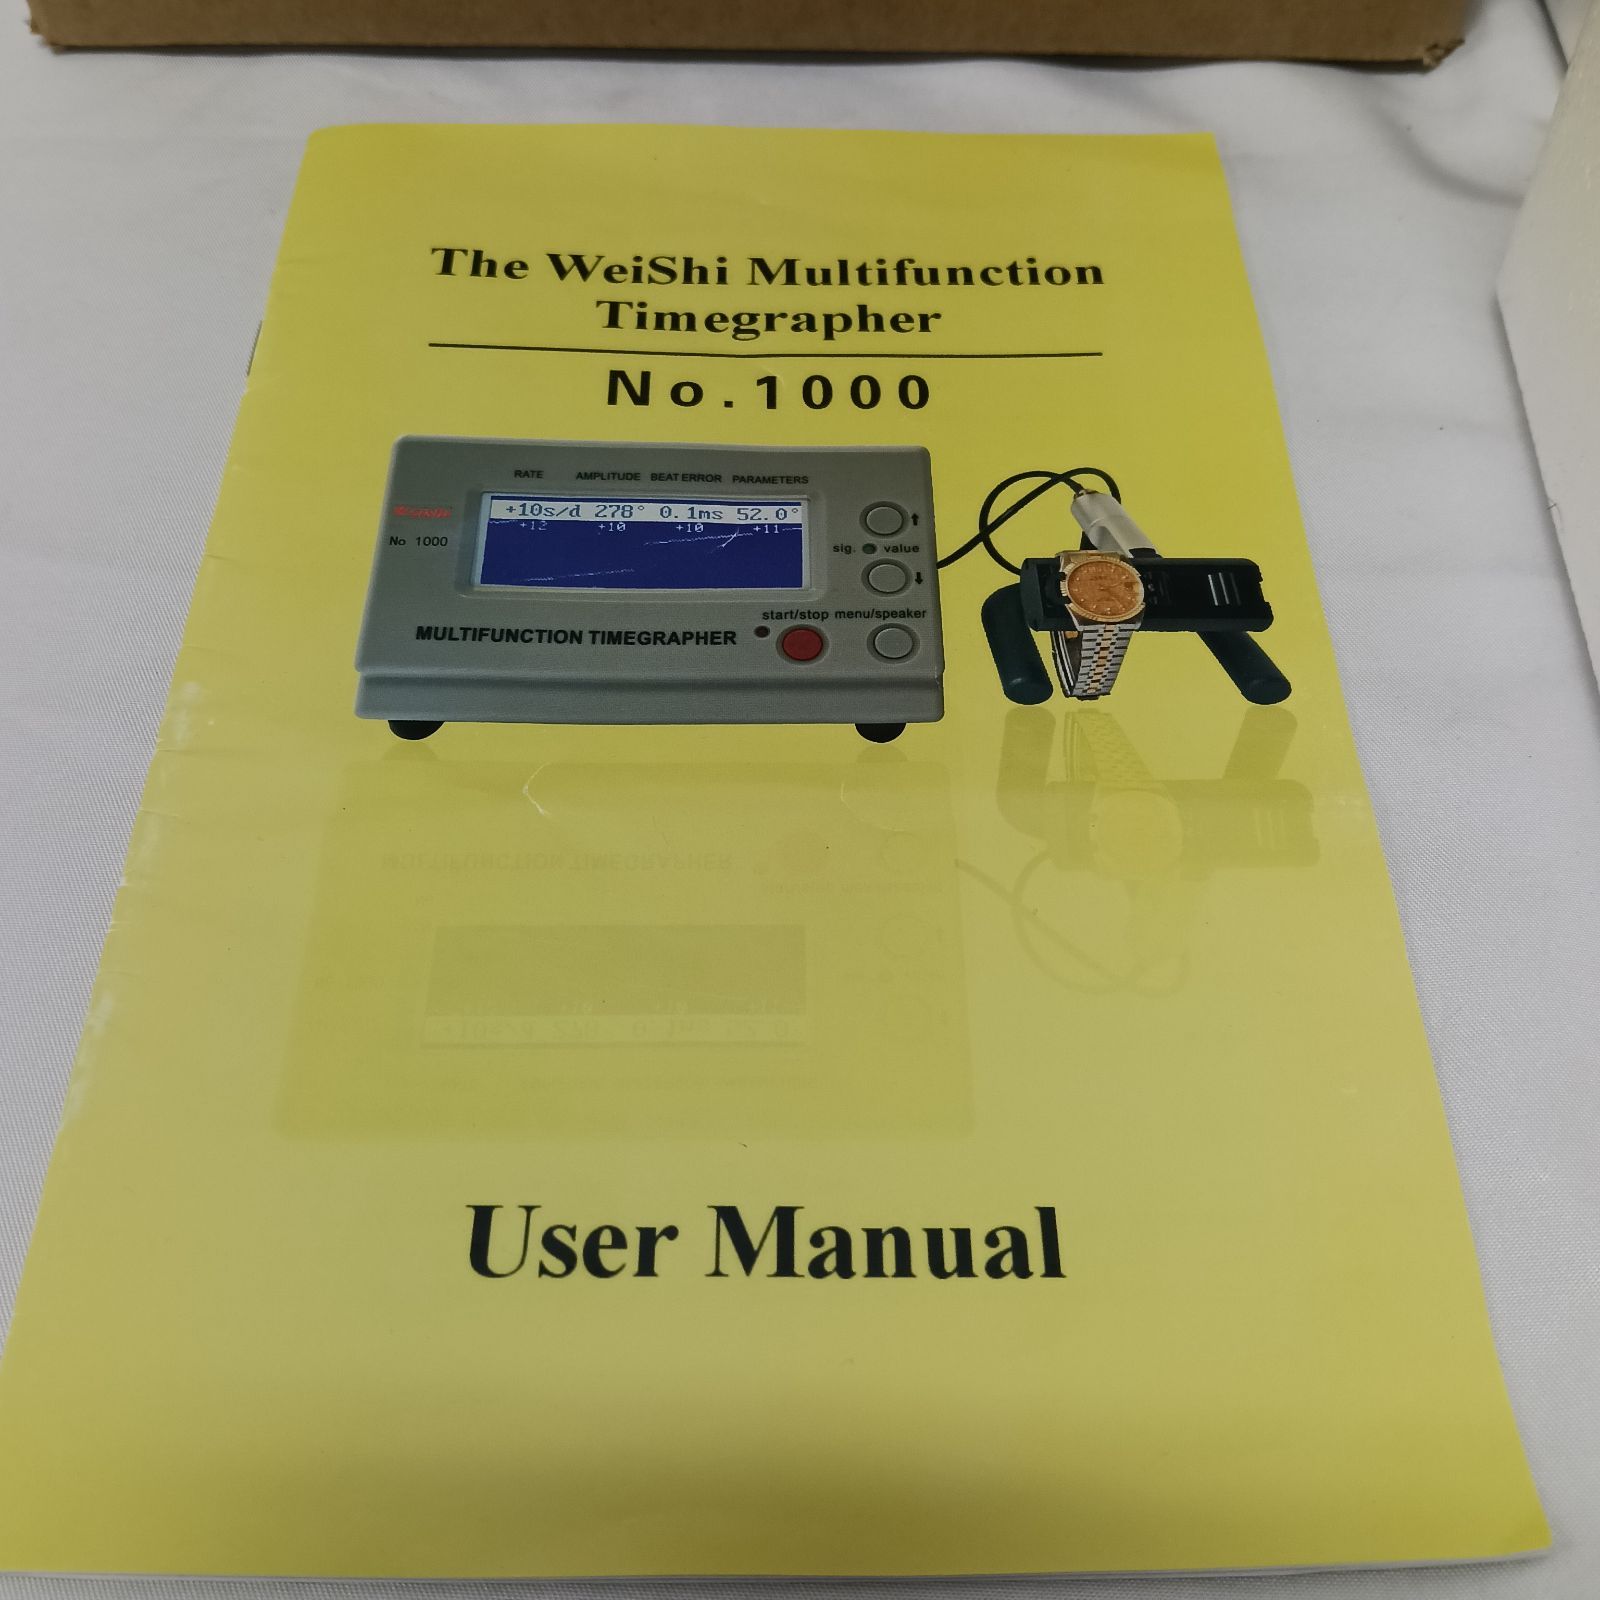 The WeiShi Multifunction
Timegrapher
No.1000
RATE AMPLITUDE BEAT ERROR PARAMETERS
+10s/d 278° 0.1ms 52.0°
+12 +10 +10 +11
No 1000
sig. value
start/stop menu/speaker
MULTIFUNCTION TIMEGRAPHER
User Manual